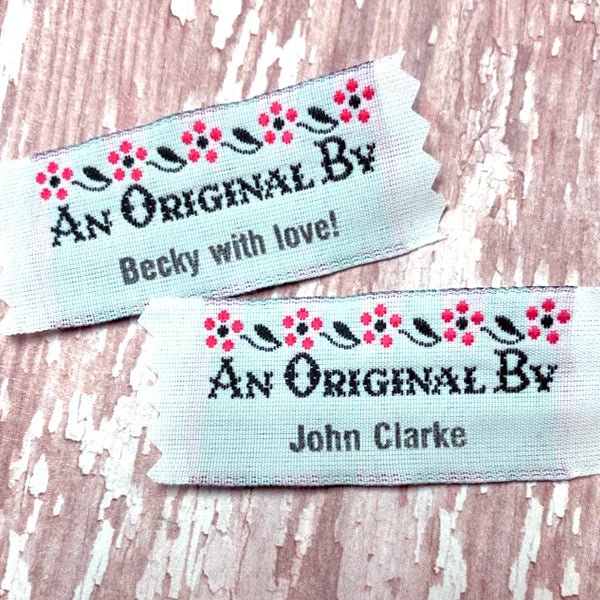 An Original By
Becky with love!
An Original By
John Clarke